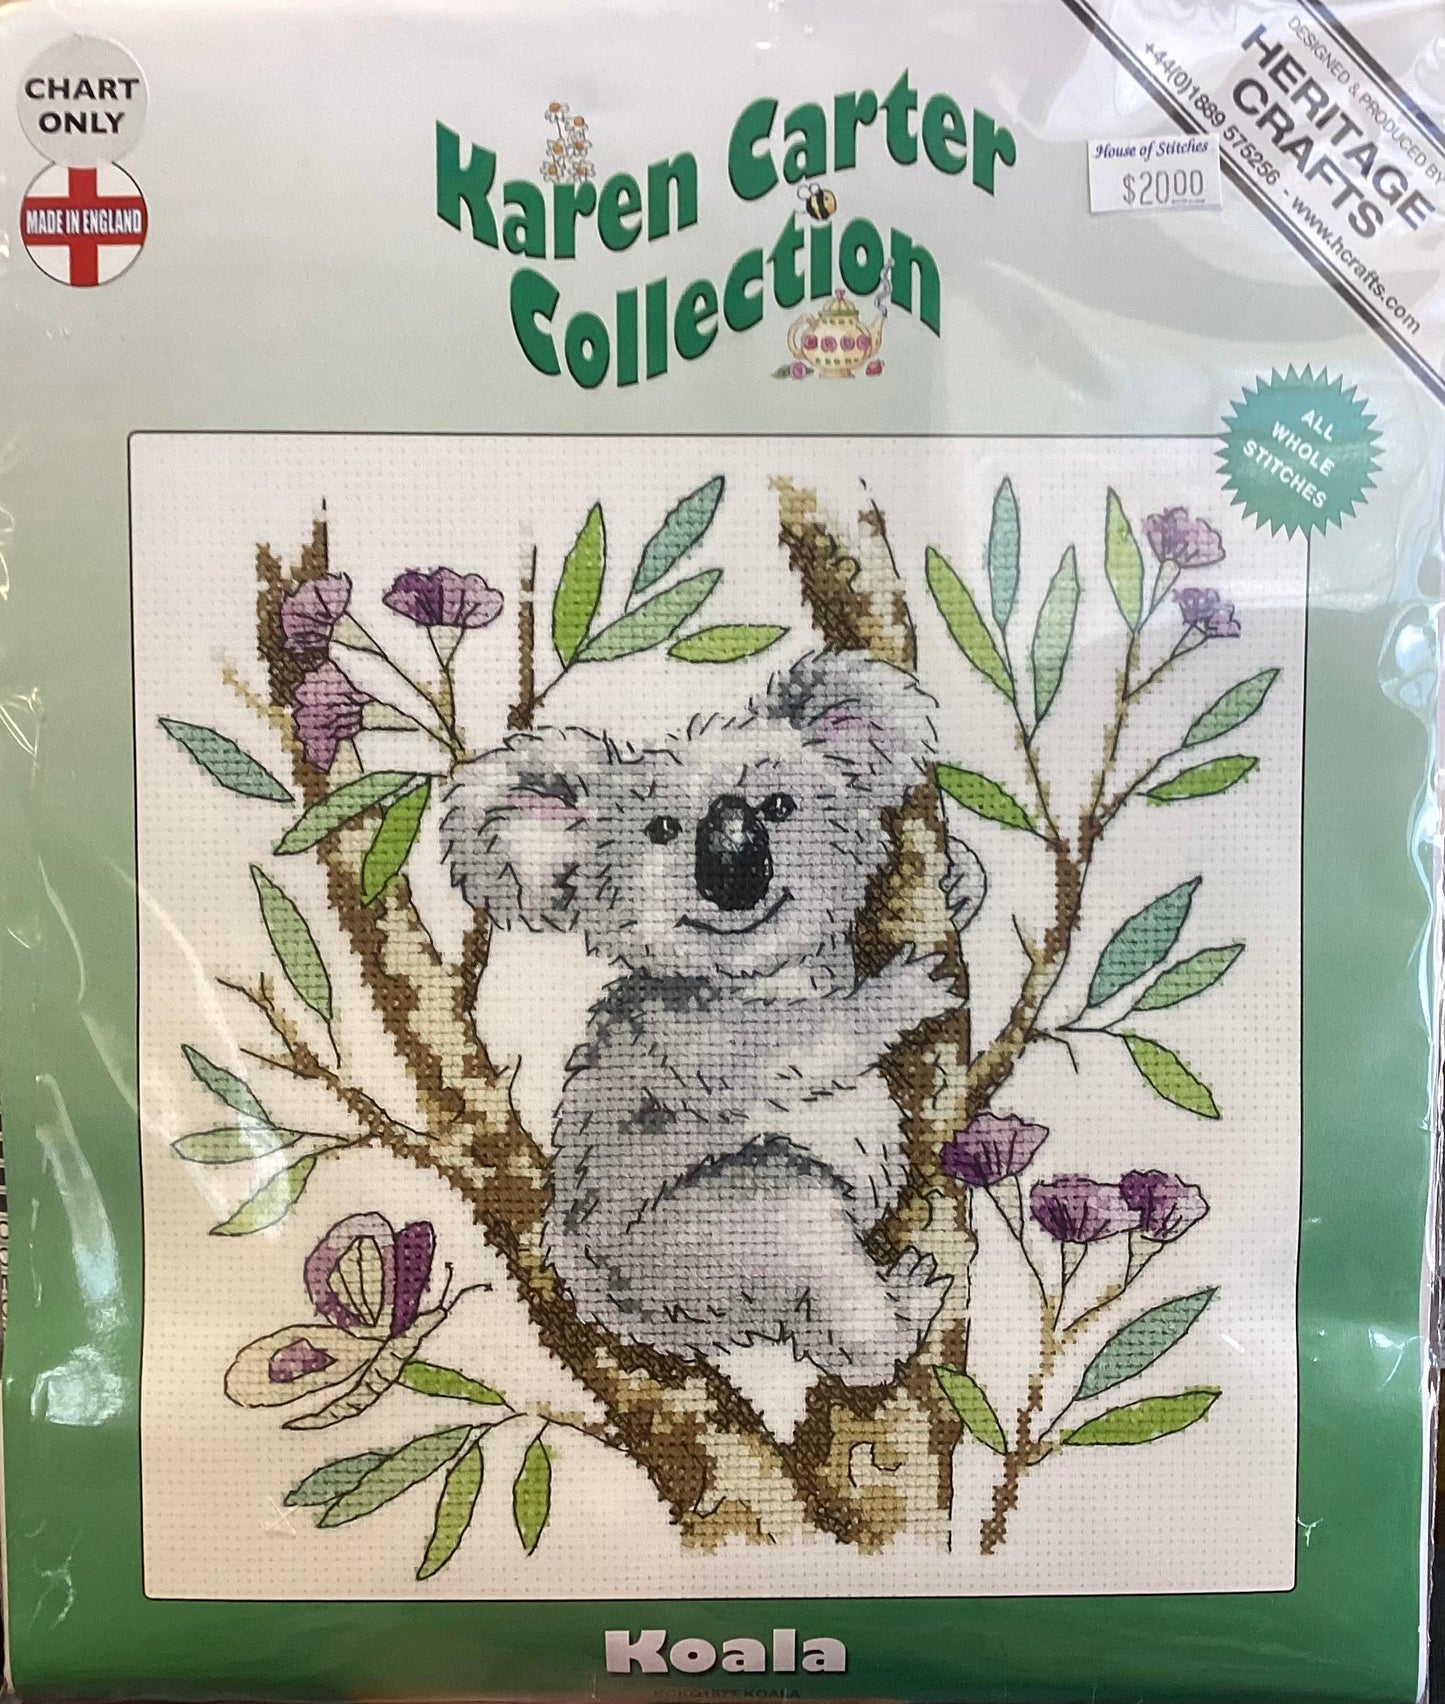 CHART
ONLY
MADE IN ENGLAND
Karen Carter
Collection
House of Stitches
$20.00
DESIGNED & PRODUCED BY
HERITAGE
CRAFTS
+44(0)1889 575256 - www.hcrafts.com
ALL
WHOLE
STITCHES
Koala